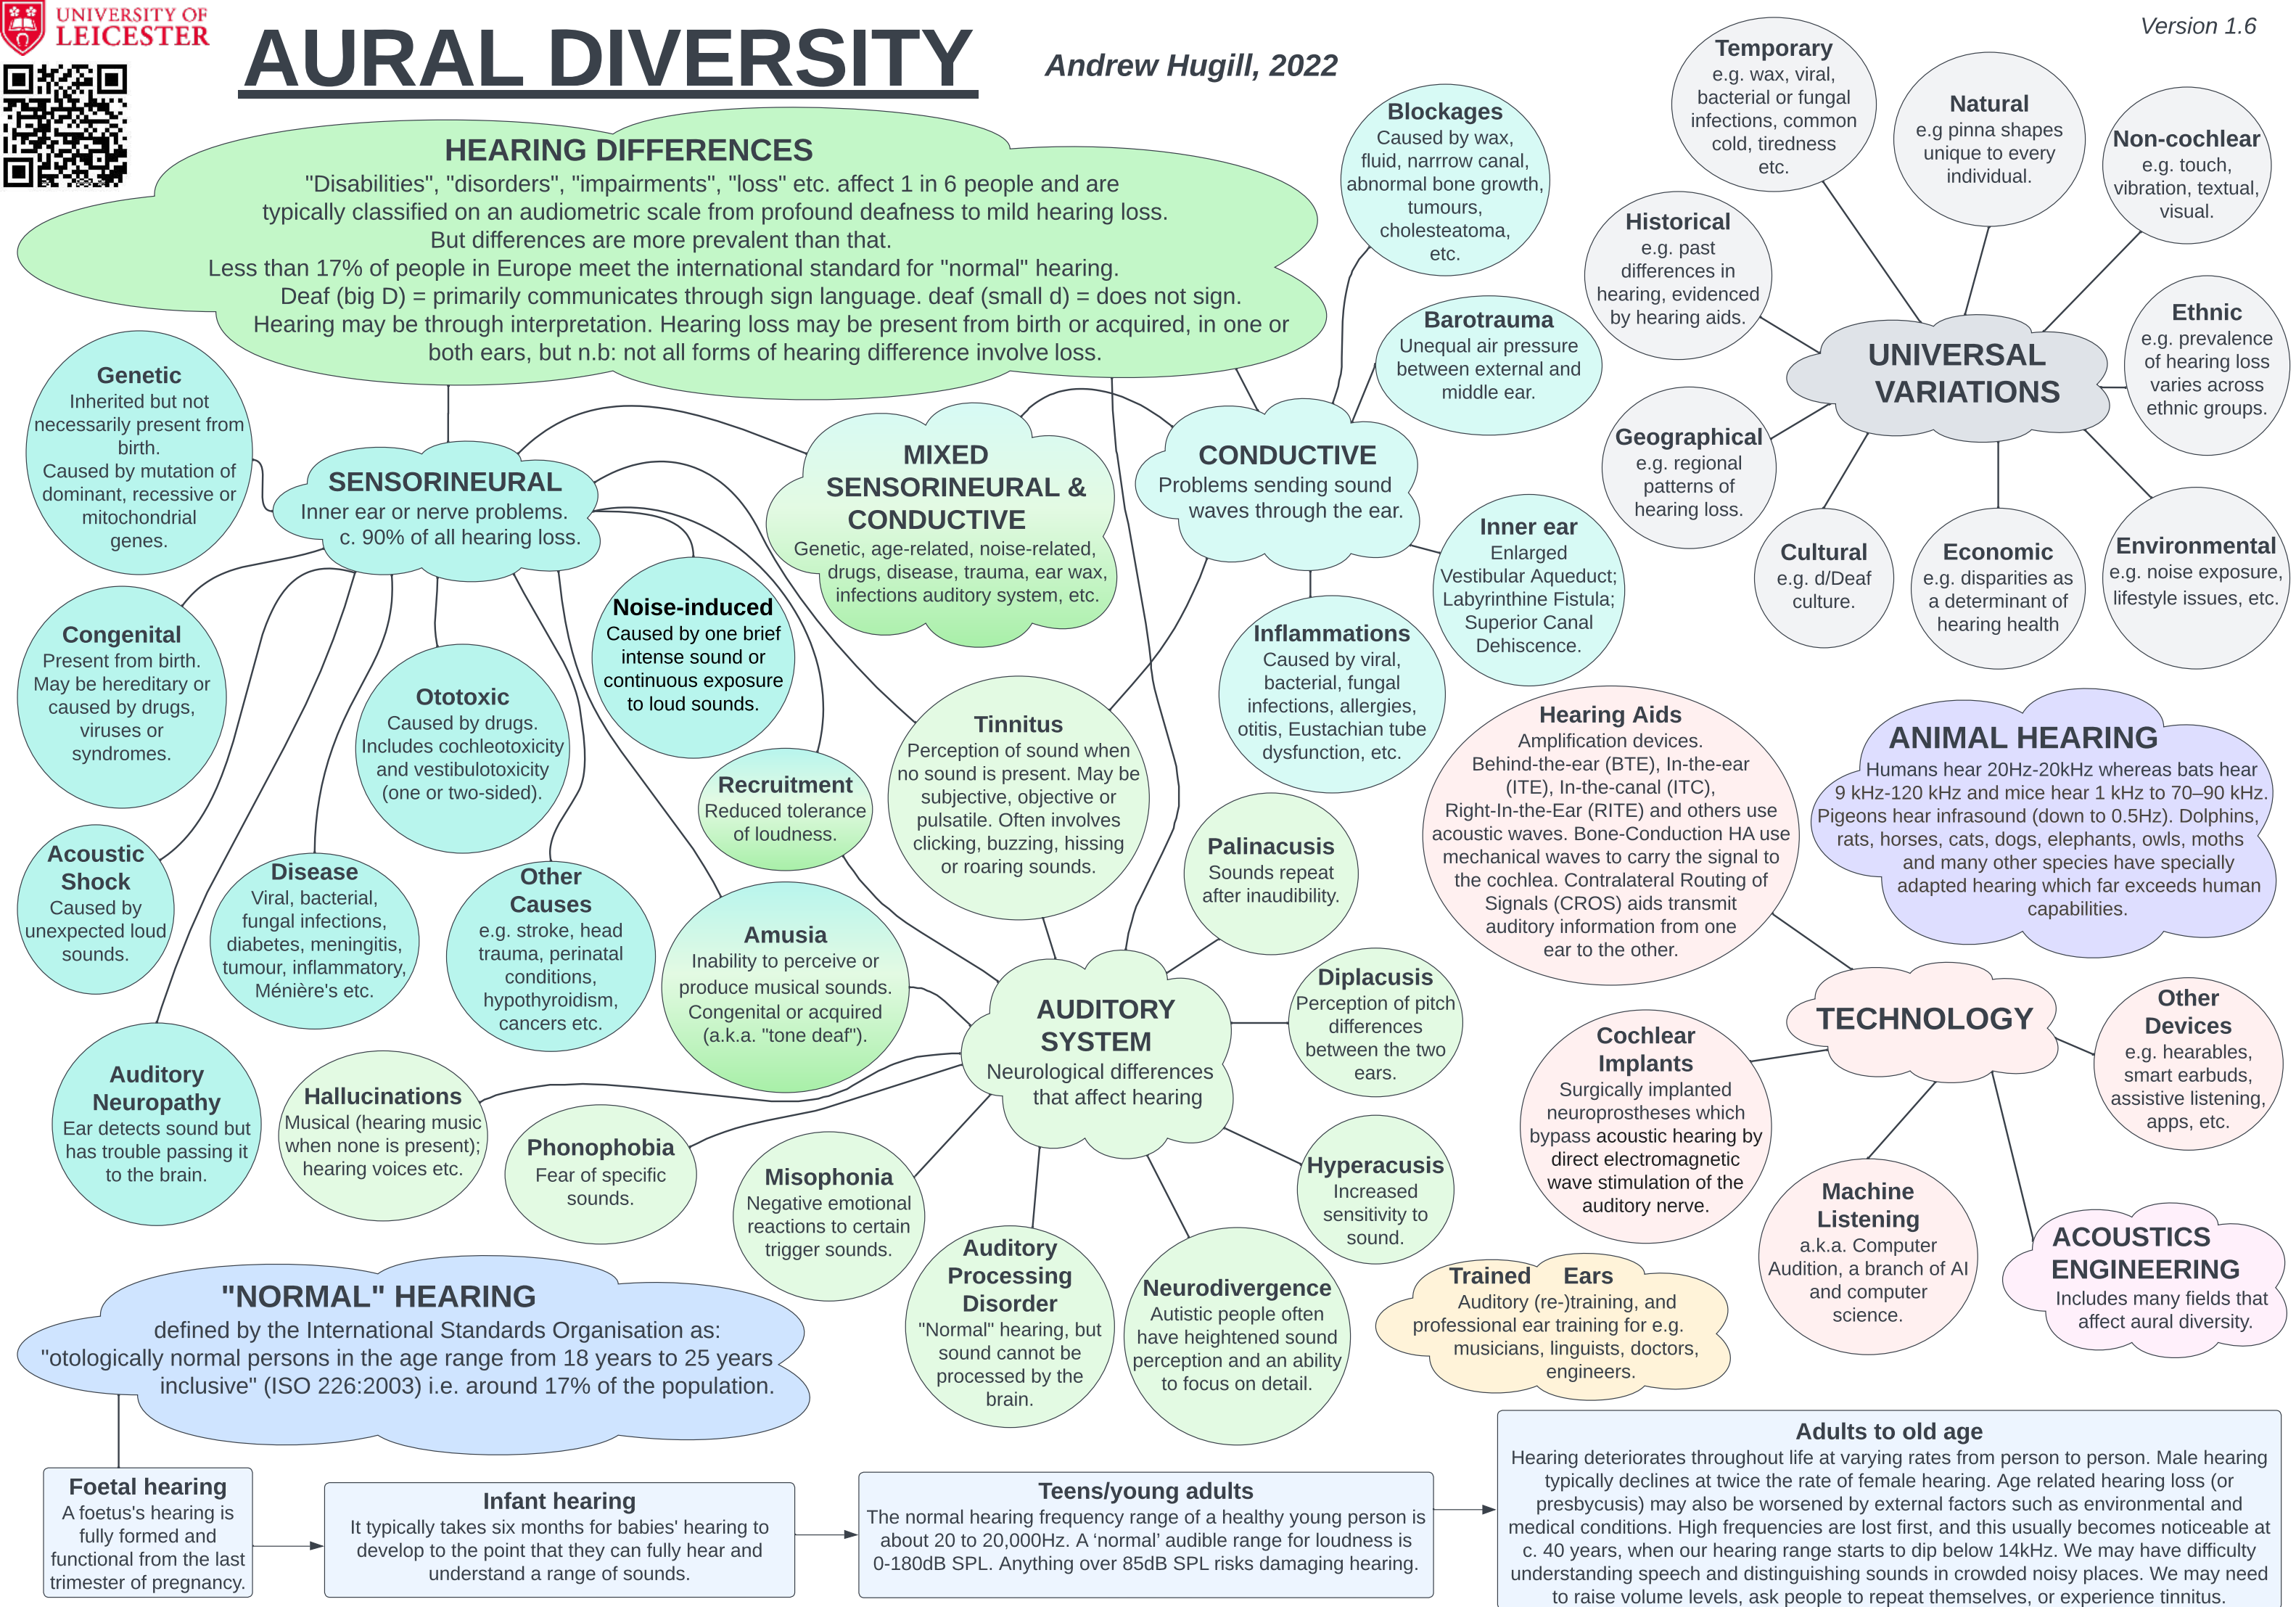 UNIVERSITY OF
LEICESTER
AURAL DIVERSITY
Andrew Hugill, 2022
Version 1.6
HEARING DIFFERENCES
"Disabilities", "disorders", "impairments", "loss" etc. affect 1 in 6 people and are
typically classified on an audiometric scale from profound deafness to mild hearing loss.
But differences are more prevalent than that.
Less than 17% of people in Europe meet the international standard for "normal" hearing.
Deaf (big D) = primarily communicates through sign language. deaf (small d) = does not sign.
Hearing may be through interpretation. Hearing loss may be present from birth or acquired, in one or
both ears, but n.b: not all forms of hearing difference involve loss.
Blockages
Caused by wax,
fluid, narrrow canal,
abnormal bone growth,
tumours,
cholesteatoma,
etc.
Barotrauma
Unequal air pressure
between external and
middle ear.
Temporary
e.g. wax, viral,
bacterial or fungal
infections, common
cold, tiredness
etc.
Natural
e.g pinna shapes
unique to every
individual.
Non-cochlear
e.g. touch,
vibration, textual,
visual.
Historical
e.g. past
differences in
hearing, evidenced
by hearing aids.
UNIVERSAL
VARIATIONS
Ethnic
e.g. prevalence
of hearing loss
varies across
ethnic groups.
Geographical
e.g. regional
patterns of
hearing loss.
Cultural
e.g. d/Deaf
culture.
Economic
e.g. disparities as
a determinant of
hearing health
Environmental
e.g. noise exposure,
lifestyle issues, etc.
Genetic
Inherited but not
necessarily present from
birth.
Caused by mutation of
dominant, recessive or
mitochondrial
genes.
SENSORINEURAL
Inner ear or nerve problems.
c. 90% of all hearing loss.
MIXED
SENSORINEURAL &
CONDUCTIVE
Genetic, age-related, noise-related,
drugs, disease, trauma, ear wax,
infections auditory system, etc.
CONDUCTIVE
Problems sending sound
waves through the ear.
Inner ear
Enlarged
Vestibular Aqueduct;
Labyrinthine Fistula;
Superior Canal
Dehiscence.
Inflammations
Caused by viral,
bacterial, fungal
infections, allergies,
otitis, Eustachian tube
dysfunction, etc.
Congenital
Present from birth.
May be hereditary or
caused by drugs,
viruses or
syndromes.
Ototoxic
Caused by drugs.
Includes cochleotoxicity
and vestibulotoxicity
(one or two-sided).
Noise-induced
Caused by one brief
intense sound or
continuous exposure
to loud sounds.
Recruitment
Reduced tolerance
of loudness.
Tinnitus
Perception of sound when
no sound is present. May be
subjective, objective or
pulsatile. Often involves
clicking, buzzing, hissing
or roaring sounds.
Palinacusis
Sounds repeat
after inaudibility.
Hearing Aids
Amplification devices.
Behind-the-ear (BTE), In-the-ear
(ITE), In-the-canal (ITC),
Right-In-the-Ear (RITE) and others use
acoustic waves. Bone-Conduction HA use
mechanical waves to carry the signal to
the cochlea. Contralateral Routing of
Signals (CROS) aids transmit
auditory information from one
ear to the other.
ANIMAL HEARING
Humans hear 20Hz-20kHz whereas bats hear
9 kHz-120 kHz and mice hear 1 kHz to 70–90 kHz.
Pigeons hear infrasound (down to 0.5Hz). Dolphins,
rats, horses, cats, dogs, elephants, owls, moths
and many other species have specially
adapted hearing which far exceeds human
capabilities.
Acoustic
Shock
Caused by
unexpected loud
sounds.
Disease
Viral, bacterial,
fungal infections,
diabetes, meningitis,
tumour, inflammatory,
Ménière's etc.
Other
Causes
e.g. stroke, head
trauma, perinatal
conditions,
hypothyroidism,
cancers etc.
Amusia
Inability to perceive or
produce musical sounds.
Congenital or acquired
(a.k.a. "tone deaf").
AUDITORY
SYSTEM
Neurological differences
that affect hearing
Diplacusis
Perception of pitch
differences
between the two
ears.
TECHNOLOGY
Other
Devices
e.g. hearables,
smart earbuds,
assistive listening,
apps, etc.
Cochlear
Implants
Surgically implanted
neuroprostheses which
bypass acoustic hearing by
direct electromagnetic
wave stimulation of the
auditory nerve.
Auditory
Neuropathy
Ear detects sound but
has trouble passing it
to the brain.
Hallucinations
Musical (hearing music
when none is present);
hearing voices etc.
Phonophobia
Fear of specific
sounds.
Misophonia
Negative emotional
reactions to certain
trigger sounds.
Auditory
Processing
Disorder
"Normal" hearing, but
sound cannot be
processed by the
brain.
Neurodivergence
Autistic people often
have heightened sound
perception and an ability
to focus on detail.
Hyperacusis
Increased
sensitivity to
sound.
Machine
Listening
a.k.a. Computer
Audition, a branch of AI
and computer
science.
ACOUSTICS
ENGINEERING
Includes many fields that
affect aural diversity.
Trained Ears
Auditory (re-)training, and
professional ear training for e.g.
musicians, linguists, doctors,
engineers.
"NORMAL" HEARING
defined by the International Standards Organisation as:
"otologically normal persons in the age range from 18 years to 25 years
inclusive" (ISO 226:2003) i.e. around 17% of the population.
Foetal hearing
A foetus's hearing is
fully formed and
functional from the last
trimester of pregnancy.
Infant hearing
It typically takes six months for babies' hearing to
develop to the point that they can fully hear and
understand a range of sounds.
Teens/young adults
The normal hearing frequency range of a healthy young person is
about 20 to 20,000Hz. A ‘normal’ audible range for loudness is
0-180dB SPL. Anything over 85dB SPL risks damaging hearing.
Adults to old age
Hearing deteriorates throughout life at varying rates from person to person. Male hearing
typically declines at twice the rate of female hearing. Age related hearing loss (or
presbycusis) may also be worsened by external factors such as environmental and
medical conditions. High frequencies are lost first, and this usually becomes noticeable at
c. 40 years, when our hearing range starts to dip below 14kHz. We may have difficulty
understanding speech and distinguishing sounds in crowded noisy places. We may need
to raise volume levels, ask people to repeat themselves, or experience tinnitus.